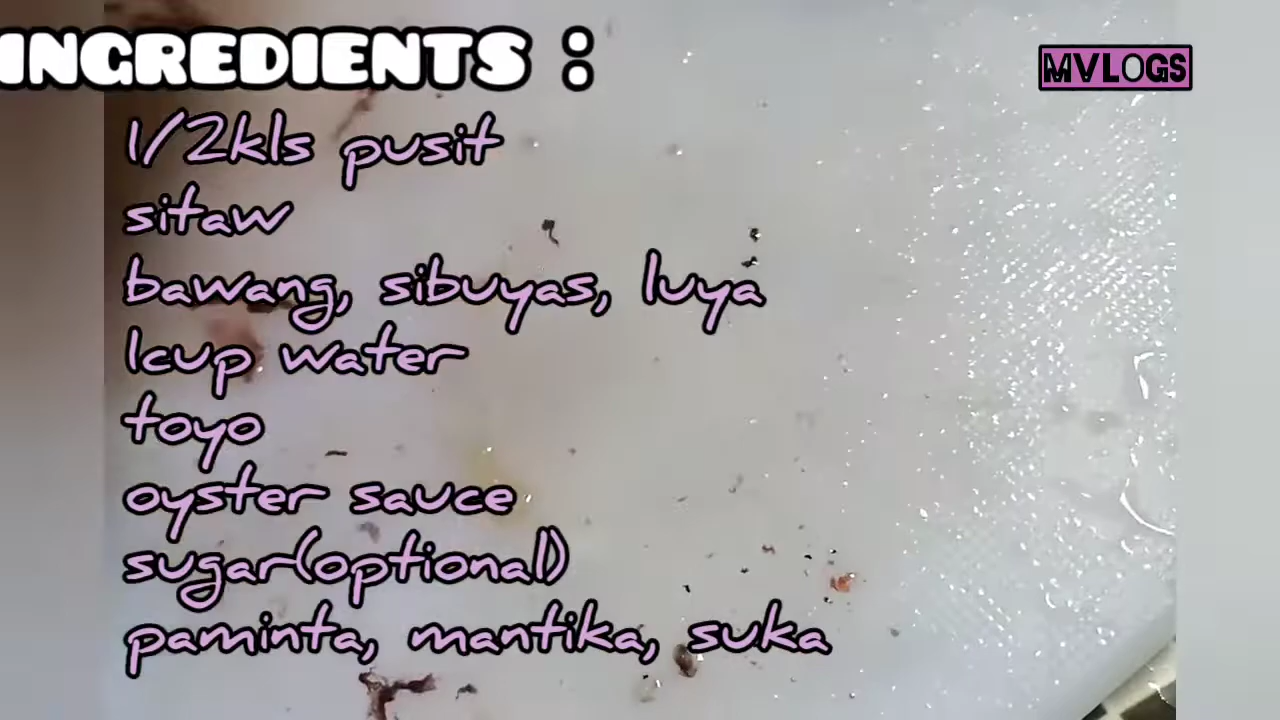 INGREDIENTS :
MVLOGS
1/2kls pusit
sitaw
bawang, sibuyas, luya
1cup water
toyo
oyster sauce
sugar(optional)
paminta, mantika, suka